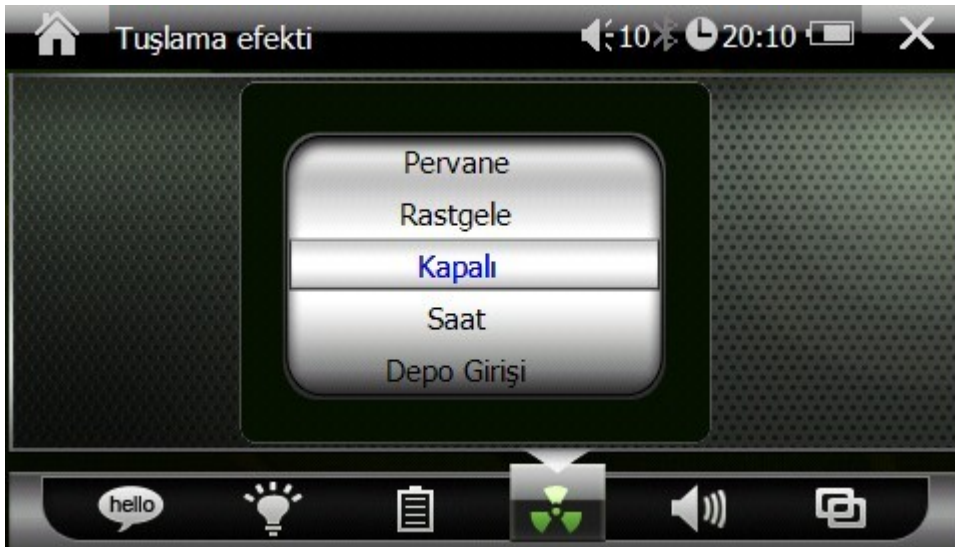 Tuşlama efekti 10 20:10
Pervane
Rastgele
Kapalı
Saat
Depo Girişi
hello